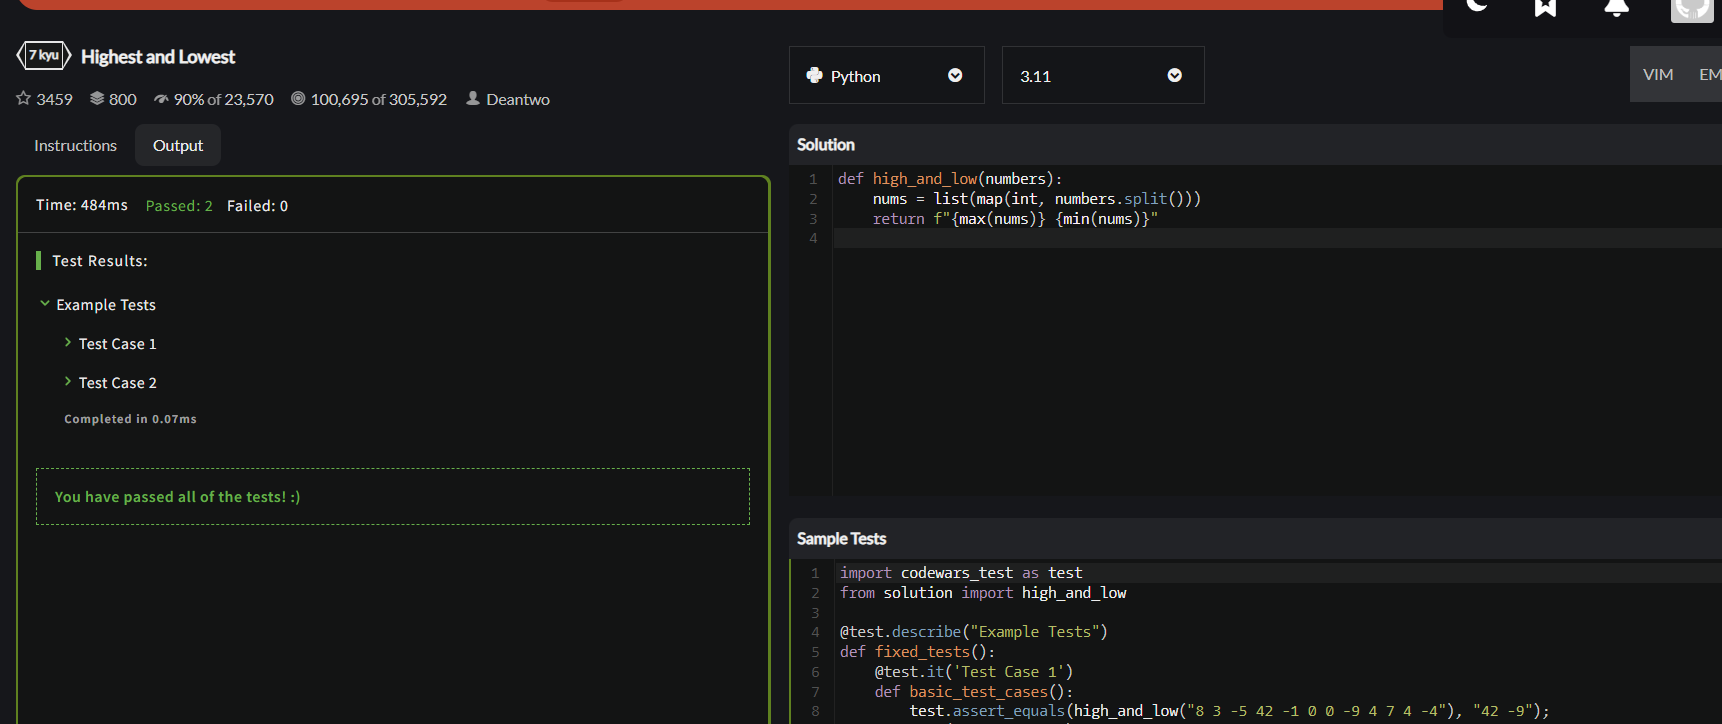 7 kyu Highest and Lowest
3459 800 90% of 23,570 100,695 of 305,592 Deantwo
Instructions Output
Time: 484ms Passed: 2 Failed: 0
Test Results:
Example Tests
Test Case 1
Test Case 2
Completed in 0.07ms
You have passed all of the tests! :)
Python 3.11 VIM EM
Solution
1 def high_and_low(numbers):
2 nums = list(map(int, numbers.split()))
3 return f"{max(nums)} {min(nums)}"
4
Sample Tests
1 import codewars_test as test
2 from solution import high_and_low
3
4 @test.describe("Example Tests")
5 def fixed_tests():
6 @test.it('Test Case 1')
7 def basic_test_cases():
8 test.assert_equals(high_and_low("8 3 -5 42 -1 0 0 -9 4 7 4 -4"), "42 -9");